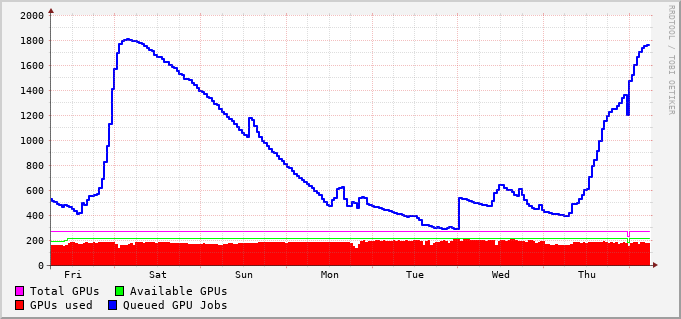 2000
1800
1600
1400
1200
1000
800
600
400
200
0
Fri Sat Sun Mon Tue Wed Thu
Total GPUs Available GPUs
GPUs used Queued GPU Jobs
RRDTOOL / TOBI OETIKER